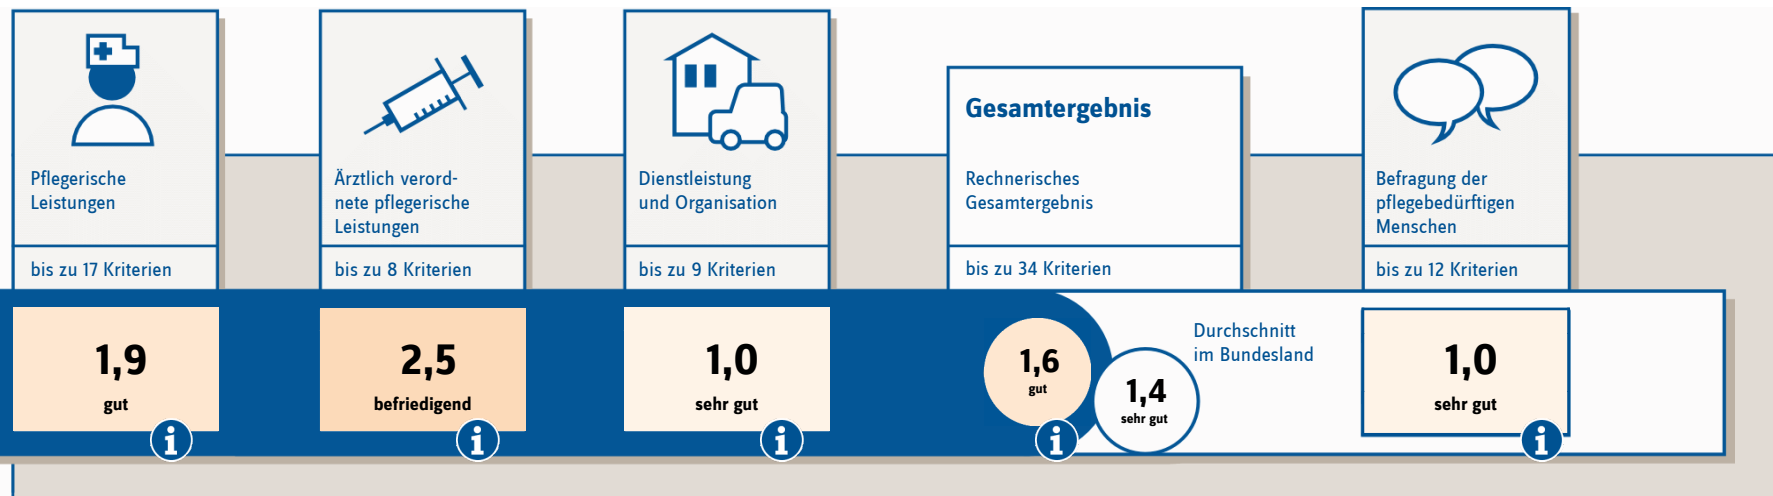 Pflegerische
Leistungen
bis zu 17 Kriterien
1,9
gut
i
Ärztlich verord-
nete pflegerische
Leistungen
bis zu 8 Kriterien
2,5
befriedigend
i
Dienstleistung
und Organisation
bis zu 9 Kriterien
1,0
sehr gut
i
Gesamtergebnis
Rechnerisches
Gesamtergebnis
bis zu 34 Kriterien
1,6
gut
i
1,4
sehr gut
Durchschnitt
im Bundesland
Befragung der
pflegebedürftigen
Menschen
bis zu 12 Kriterien
1,0
sehr gut
i